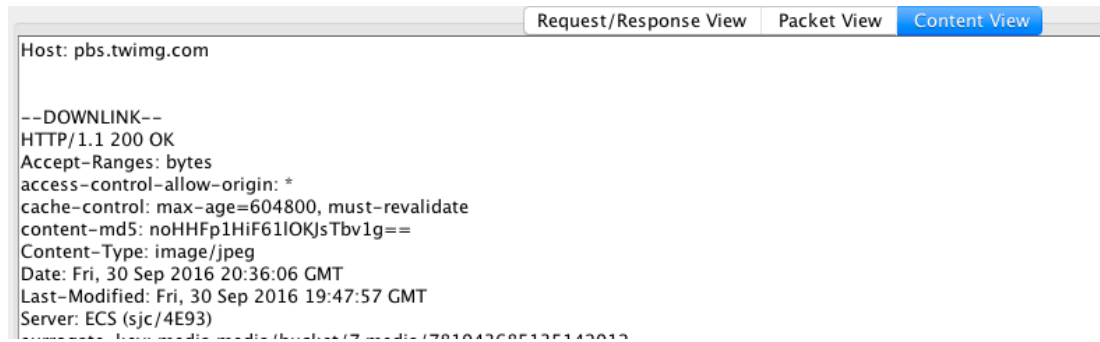 Request/Response View Packet View Content View
Host: pbs.twimg.com
--DOWNLINK--
HTTP/1.1 200 OK
Accept-Ranges: bytes
access-control-allow-origin: *
cache-control: max-age=604800, must-revalidate
content-md5: noHHFp1HiF61lOKJsTbv1g==
Content-Type: image/jpeg
Date: Fri, 30 Sep 2016 20:36:06 GMT
Last-Modified: Fri, 30 Sep 2016 19:47:57 GMT
Server: ECS (sjc/4E93)